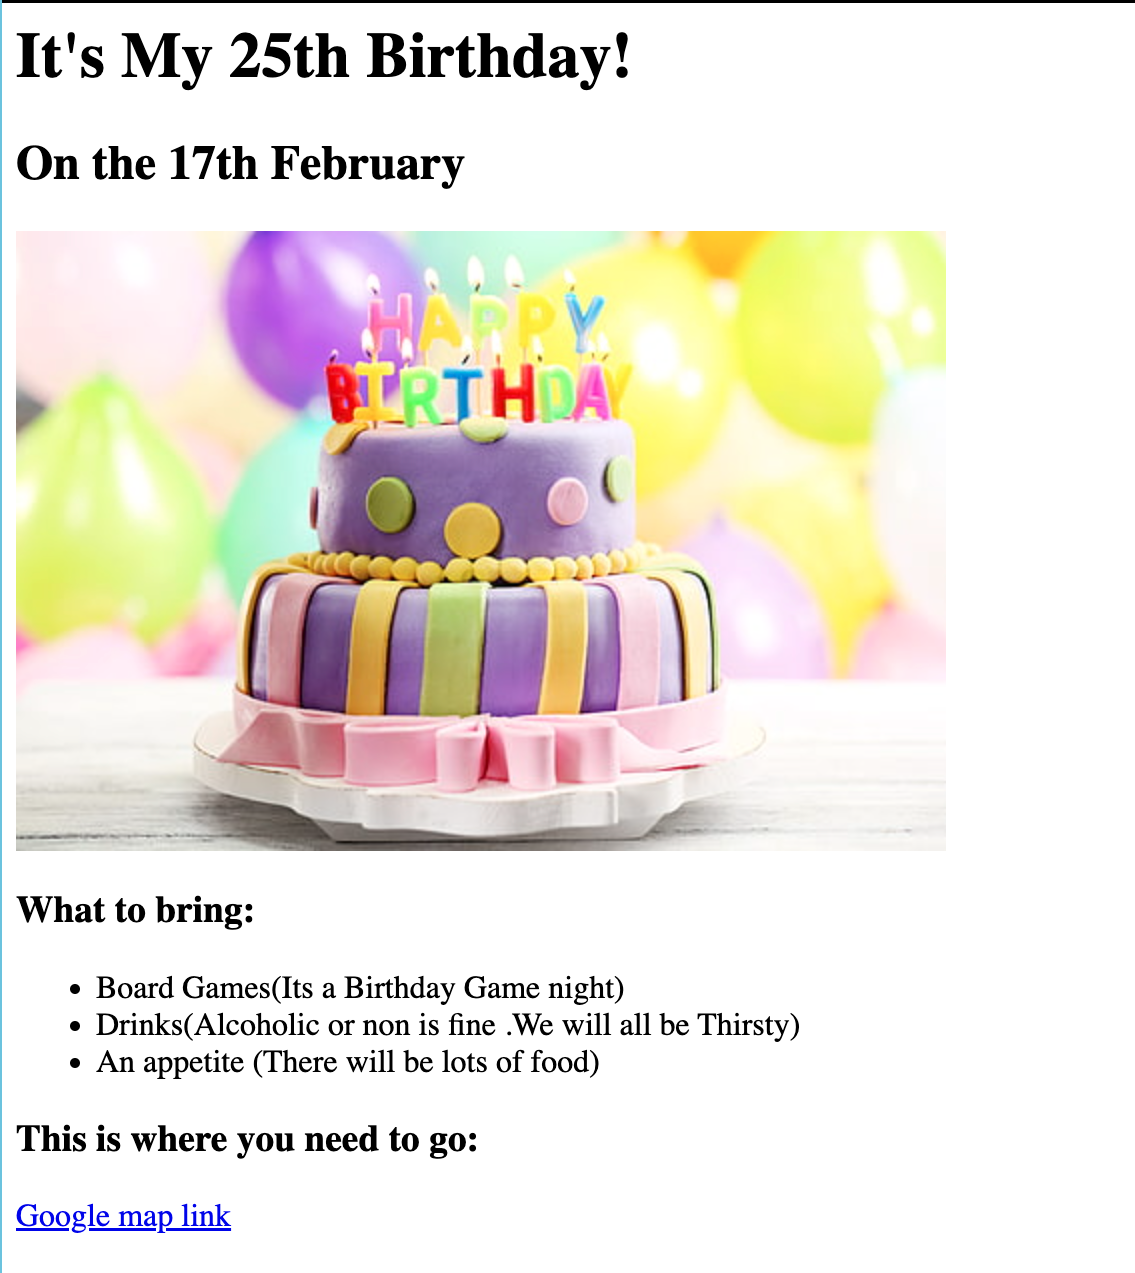 It's My 25th Birthday!
On the 17th February
HAPPY
BIRTHDAY
What to bring:
Board Games(Its a Birthday Game night)
Drinks(Alcoholic or non is fine .We will all be Thirsty)
An appetite (There will be lots of food)
This is where you need to go:
Google map link